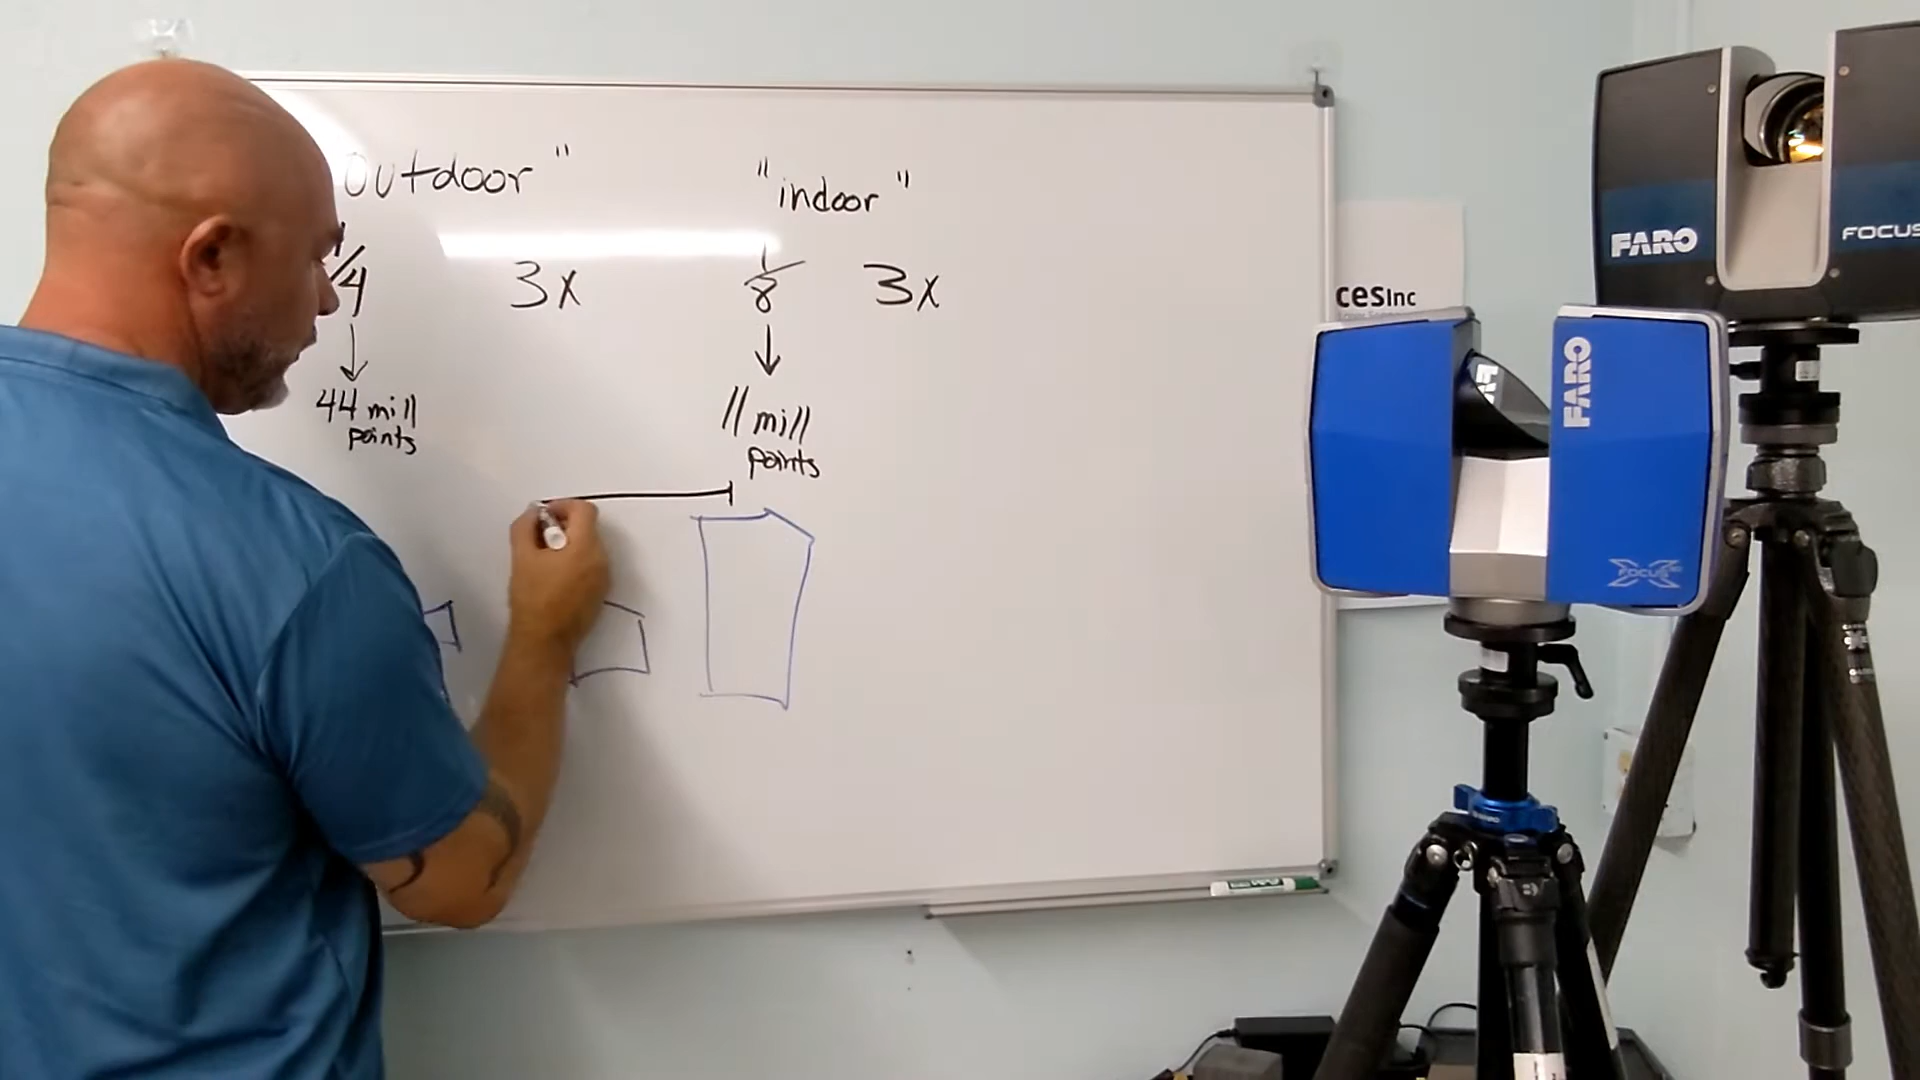 Outdoor"
"indoor"
1/4
3x
1/8
3x
44 mill
points
11 mill
points
cesinc
FARO
FOCUS
FARO
FOCUS